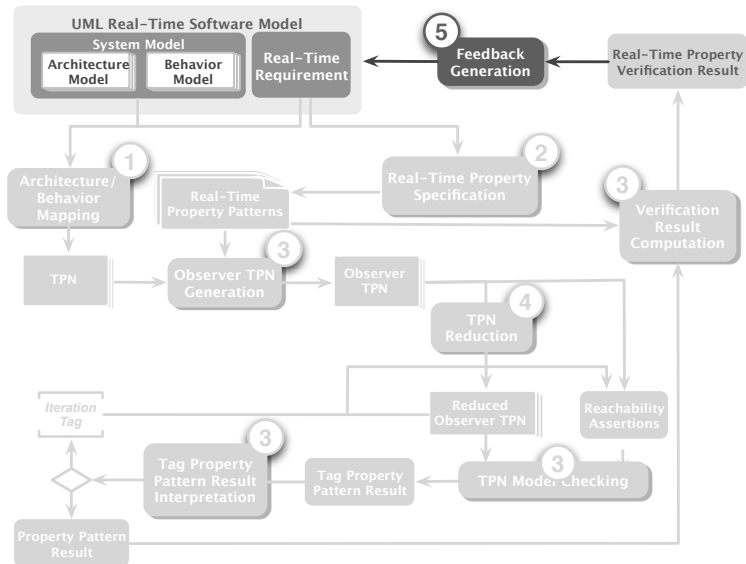 UML Real-Time Software Model
System Model
Architecture
Model
Behavior
Model
Real-Time
Requirement
5
Feedback
Generation
Real-Time Property
Verification Result
1
Architecture/
Behavior
Mapping
2
Real-Time Property
Specification
Real-Time
Property Patterns
3
Verification
Result
Computation
TPN
3
Observer TPN
Generation
Observer
TPN
4
TPN
Reduction
Iteration
Tag
Reduced
Observer TPN
Reachability
Assertions
3
Tag Property
Pattern Result
Interpretation
Tag Property
Pattern Result
3
TPN Model Checking
Property Pattern
Result